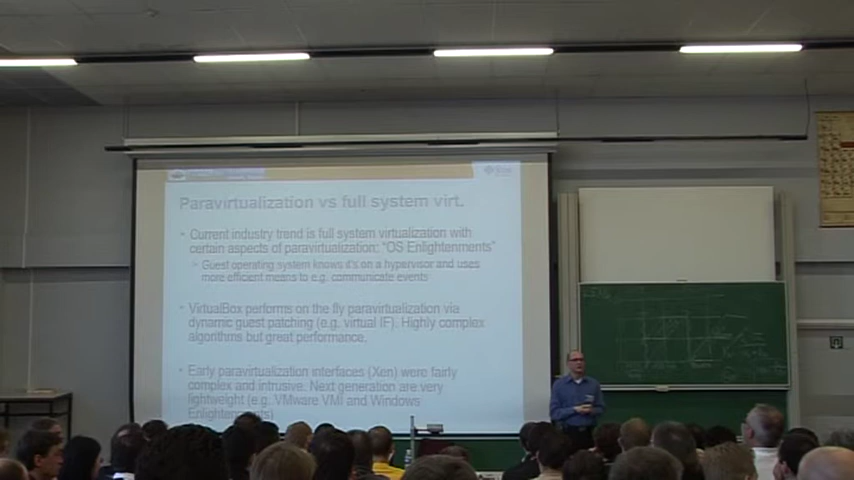 Paravirtualization vs full system virt.
Current industry trend is full system virtualization with
certain aspects of paravirtualization: "OS Enlightenments"
Guest operating system knows it's on a hypervisor and uses
more efficient means to e.g. communicate events
VirtualBox performs on the fly paravirtualization via
dynamic guest patching (e.g. virtual IF). Highly complex
algorithms but great performance.
Early paravirtualization interfaces (Xen) were fairly
complex and intrusive. Next generation are very
lightweight (e.g. VMware VMI and Windows
Enlightenments)